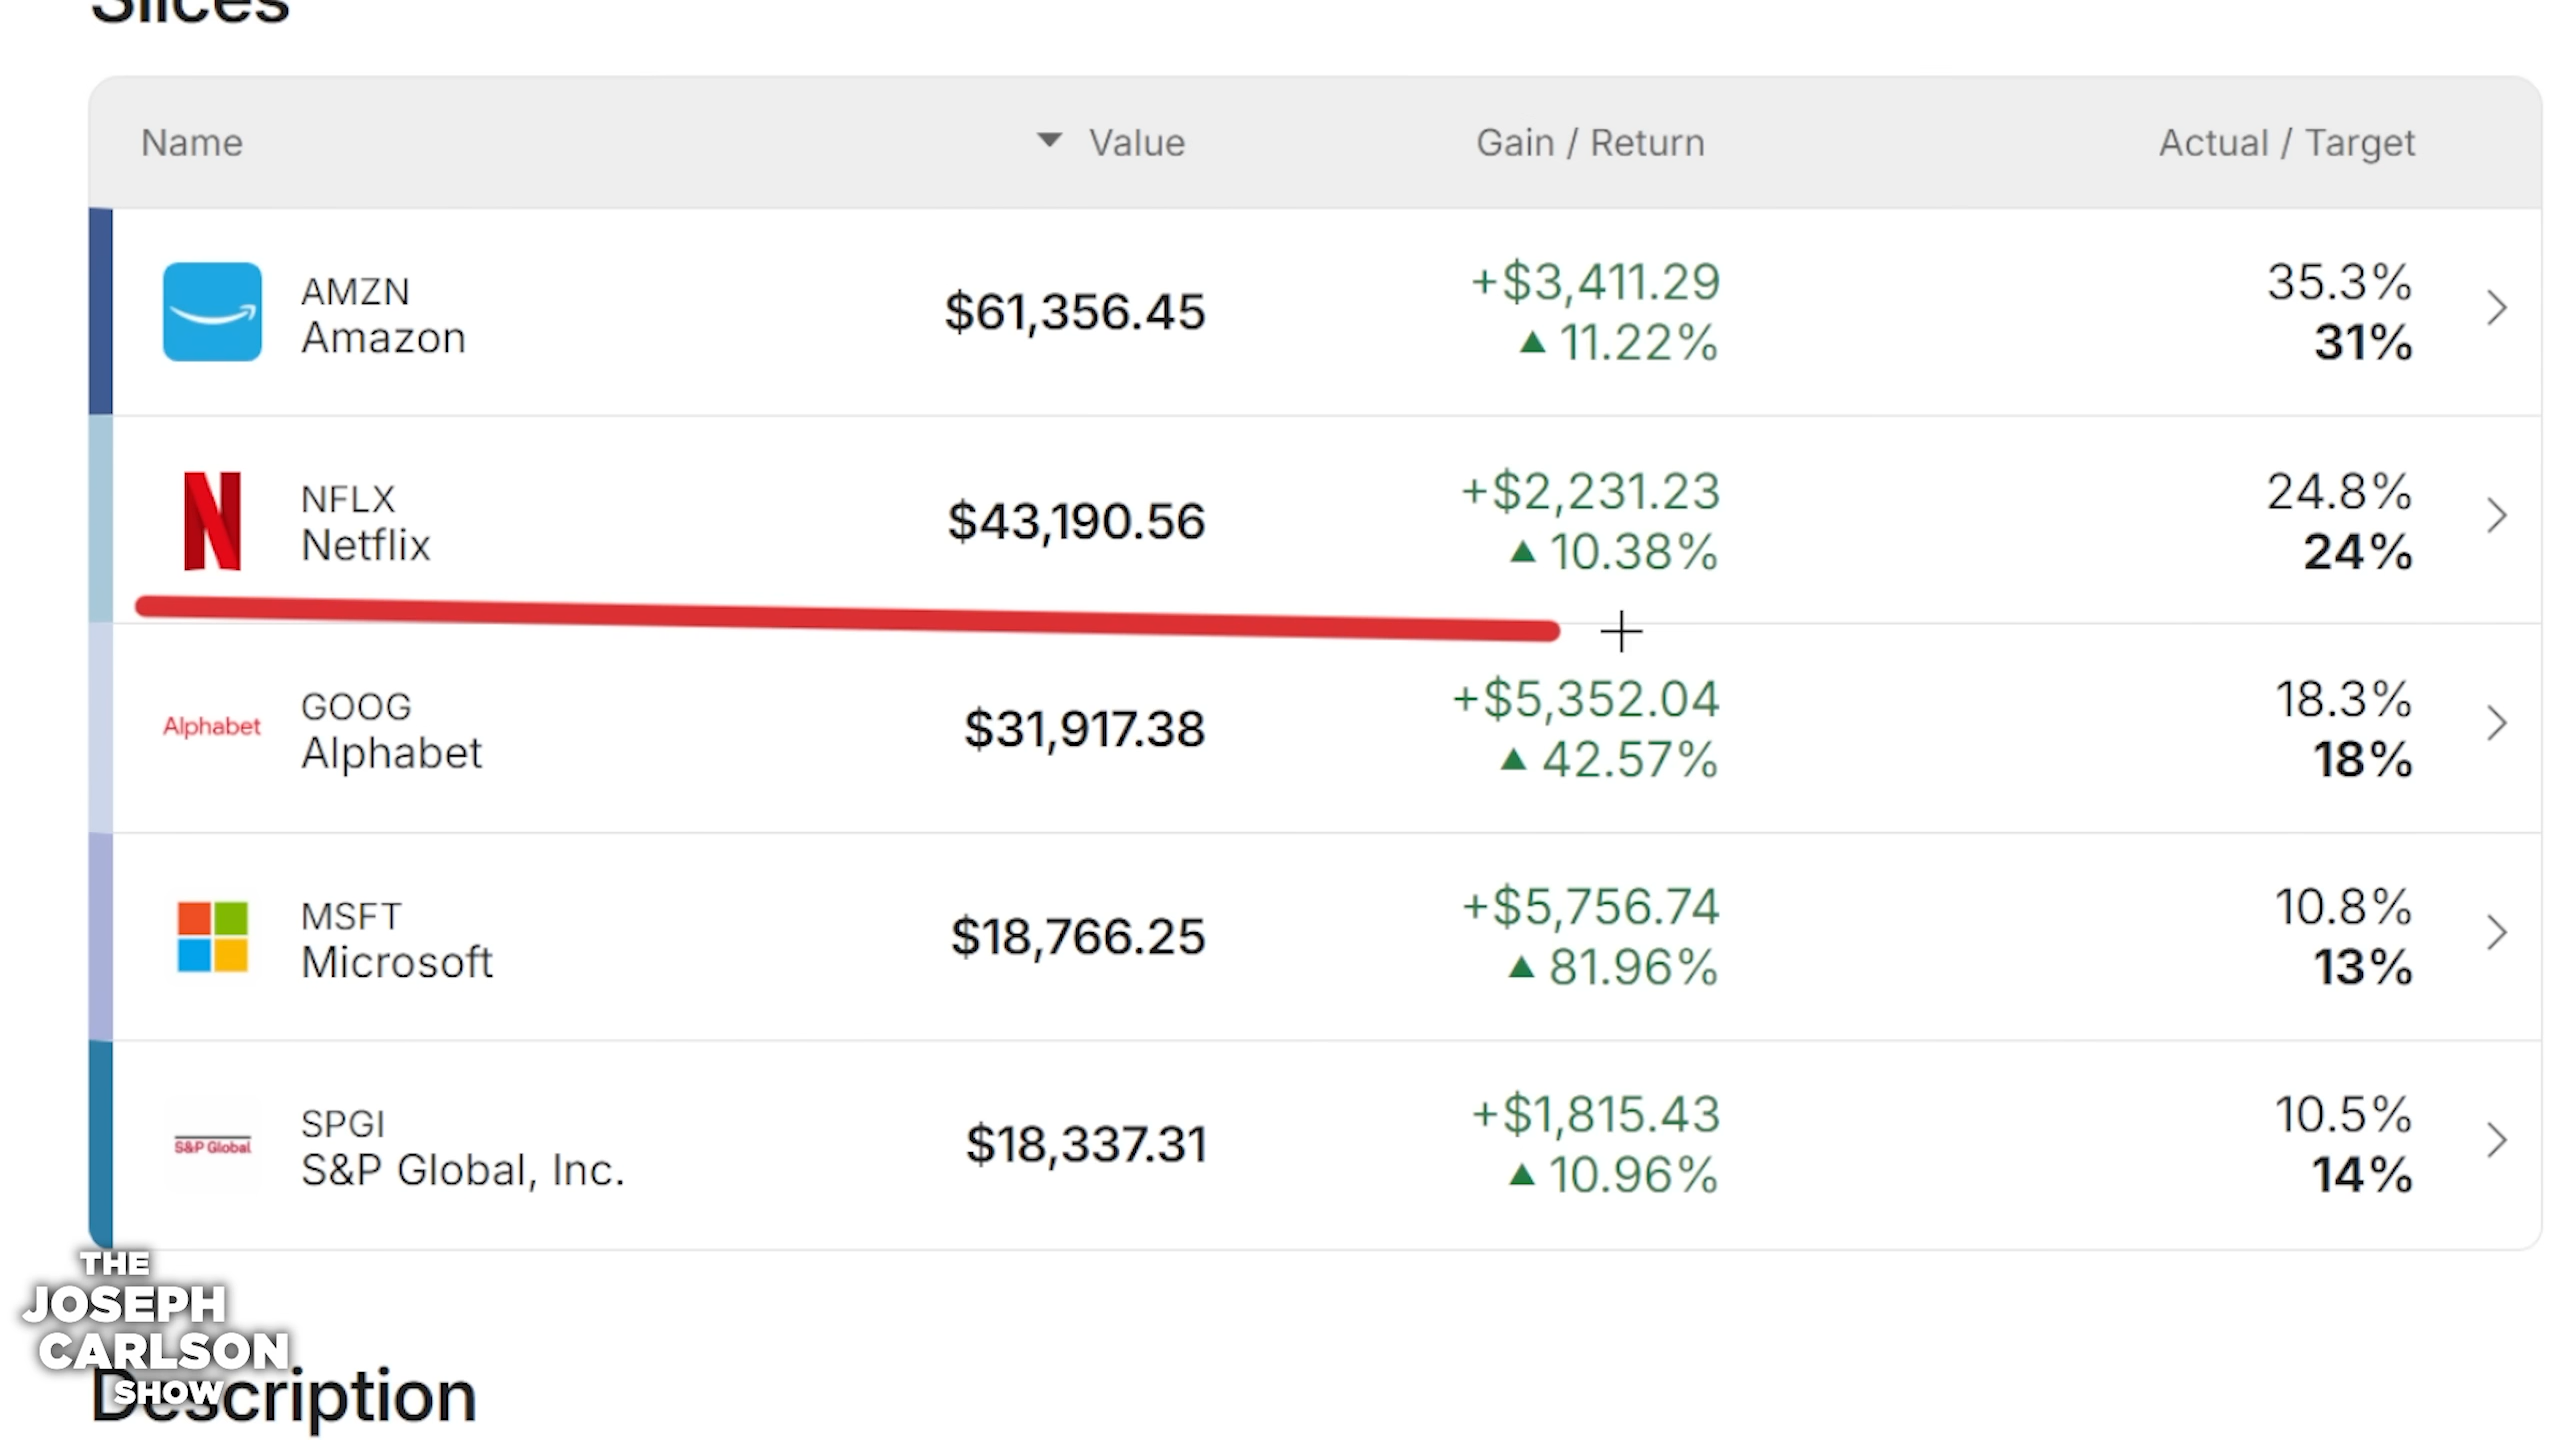 Slices
Name Value Gain / Return Actual / Target
AMZN
Amazon
$61,356.45
+$3,411.29
▲ 11.22%
35.3%
31%
NFLX
Netflix
$43,190.56
+$2,231.23
▲ 10.38%
24.8%
24%
Alphabet
GOOG
Alphabet
$31,917.38
+$5,352.04
▲ 42.57%
18.3%
18%
MSFT
Microsoft
$18,766.25
+$5,756.74
▲ 81.96%
10.8%
13%
S&P Global
SPGI
S&P Global, Inc.
$18,337.31
+$1,815.43
▲ 10.96%
10.5%
14%
THE
JOSEPH
CARLSON
SHOW
Description